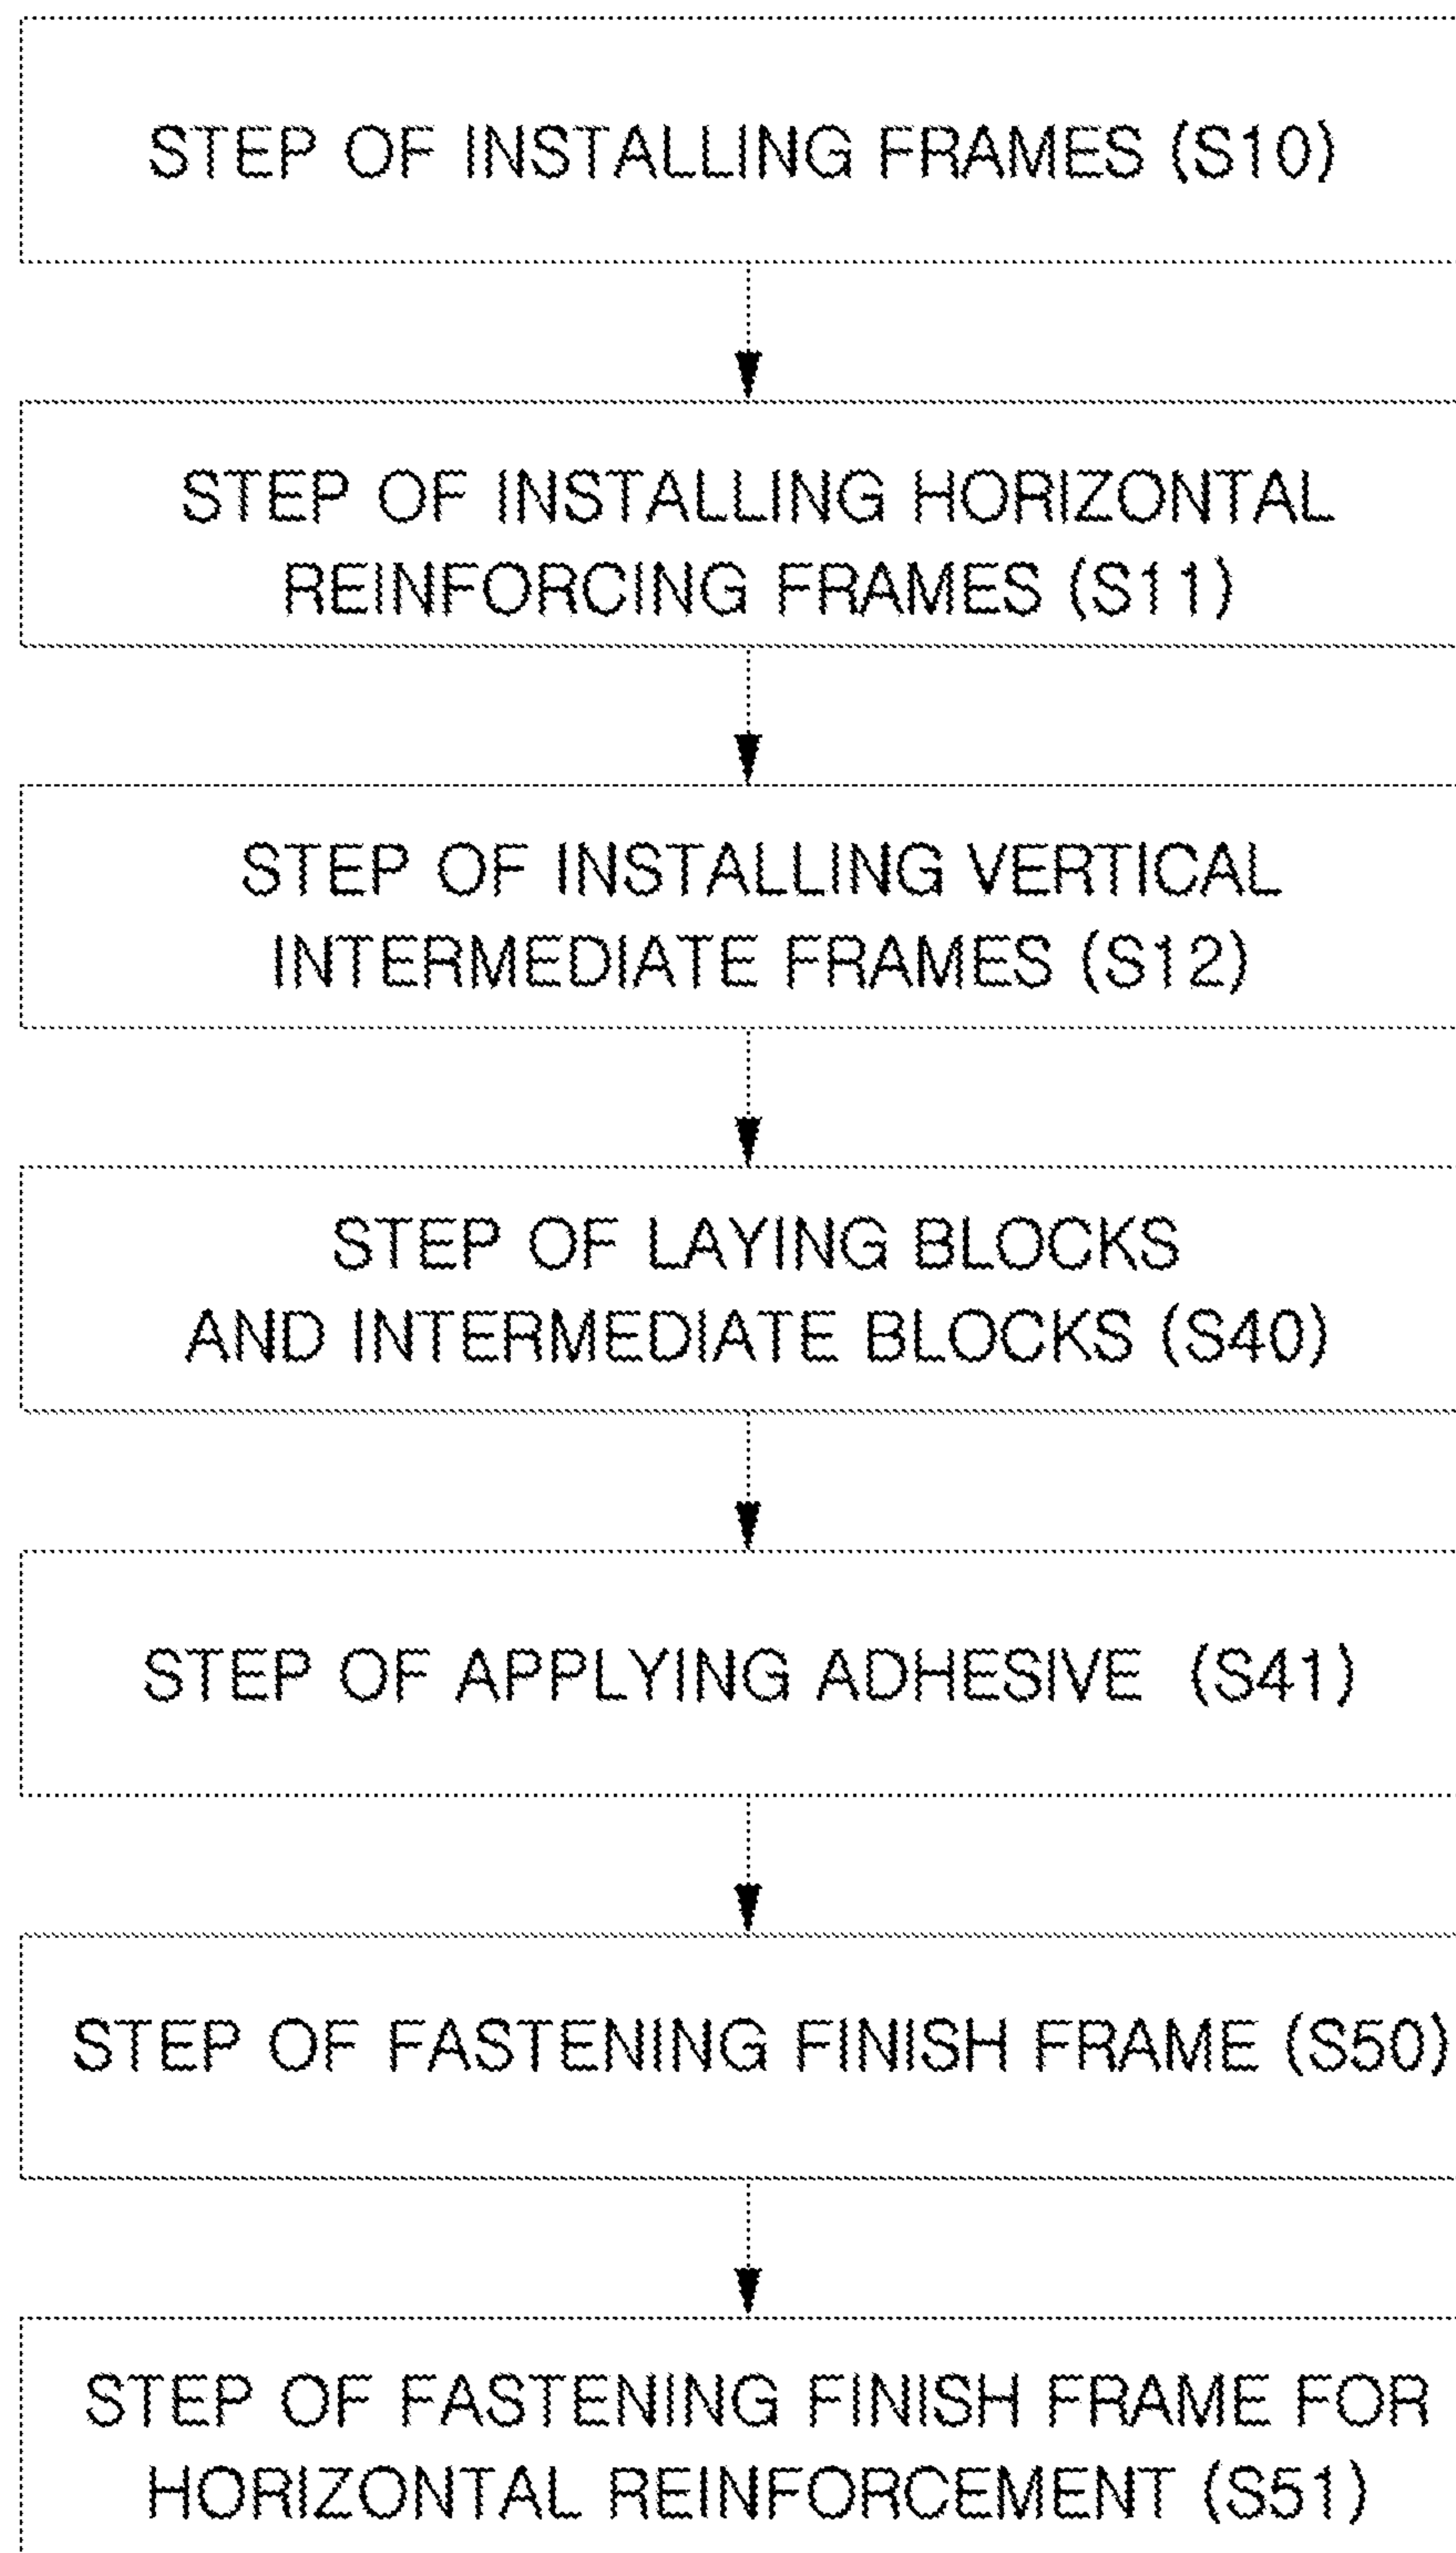 STEP OF INSTALLING FRAMES (S10)
STEP OF INSTALLING HORIZONTAL
REINFORCING FRAMES (S11)
STEP OF INSTALLING VERTICAL
INTERMEDIATE FRAMES (S12)
STEP OF LAYING BLOCKS
AND INTERMEDIATE BLOCKS (S40)
STEP OF APPLYING ADHESIVE (S41)
STEP OF FASTENING FINISH FRAME (S50)
STEP OF FASTENING FINISH FRAME FOR
HORIZONTAL REINFORCEMENT (S51)